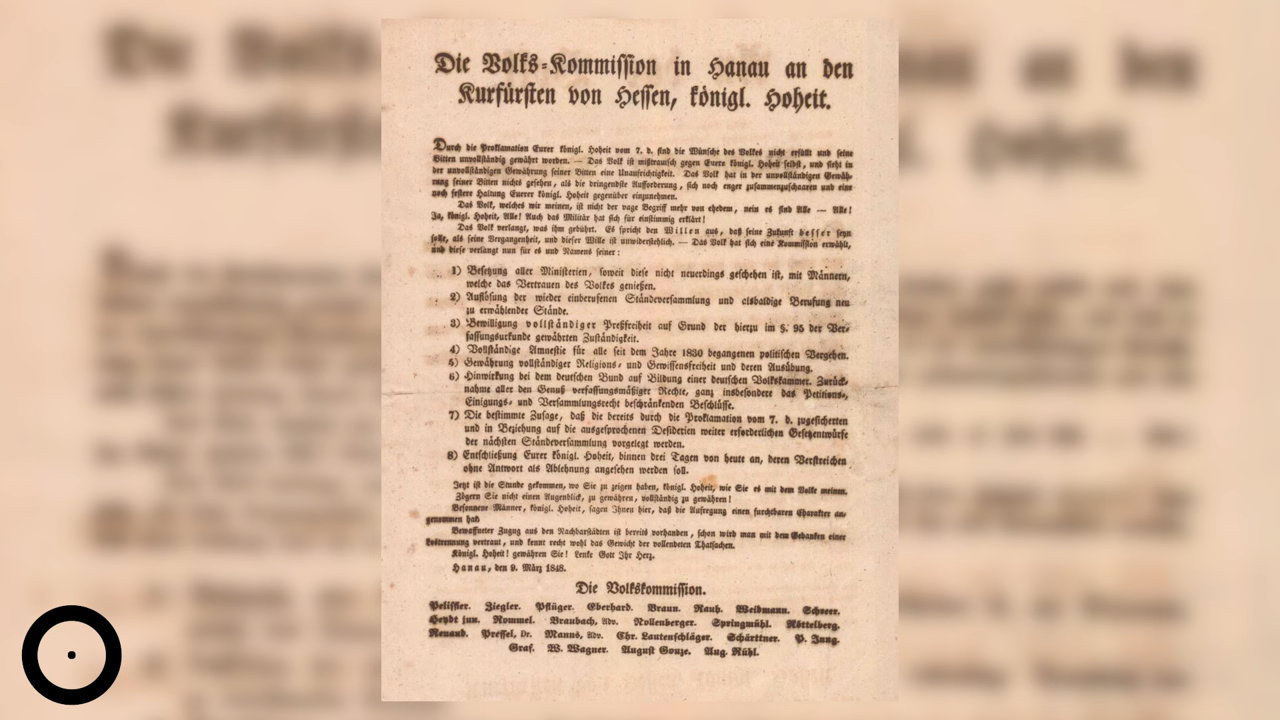 Die Volks-Kommission in Hanau an den
Kurfürsten von Hessen, königl. Hoheit.
Durch die Proklamation Eurer königl. Hoheit vom 7. d. sind die Wünsche des Volkes nicht erfüllt und seine
Bitten unvollständig gewährt worden. — Das Volk ist mißtrauisch gegen Eure königl. Hoheit selbst, und sieht in
der unvollständigen Gewährung seiner Bitten eine Unaufrichtigkeit. Das Volk hat in der unvollständigen Gewäh-
rung seiner Bitten nichts gesehen, als die dringendste Aufforderung, sich noch enger zusammenzuschaaren und eine
noch festere Haltung Eurer königl. Hoheit gegenüber einzunehmen.
Das Volk, welches wir meinen, ist nicht der vage Begriff mehr von ehedem, nein es sind Alle — Alle!
Ja, königl. Hoheit, Alle! Auch das Militär hat sich für einstimmig erklärt!
Das Volk verlangt, was ihm gebührt. Es spricht den Willen aus, daß seine Zukunft besser seyn
solle, als seine Vergangenheit, und dieser Wille ist unwiderstehlich. — Das Volk hat sich eine Kommission erwählt,
und diese verlangt nun für es und Namens seiner:
1) Besetzung aller Ministerien, soweit diese nicht neuerdings geschehen ist, mit Männern,
welche das Vertrauen des Volkes genießen.
2) Auflösung der wieder einberufenen Ständeversammlung und alsbaldige Berufung neu
zu erwählender Stände.
3) Bewilligung vollständiger Preßfreiheit auf Grund der hierzu im §. 95 der Ver-
fassungsurkunde gewährten Zuständigkeit.
4) Vollständige Amnestie für alle seit dem Jahre 1830 begangenen politischen Vergehen.
5) Gewährung vollständiger Religions- und Gewissensfreiheit und deren Ausübung.
6) Hinwirkung bei dem deutschen Bund auf Bildung einer deutschen Volkskammer. Zurück-
nahme aller den Genuß verfassungsmäßiger Rechte, ganz insbesondere das Petitions-,
Einigungs- und Versammlungsrecht beschränkenden Beschlüsse.
7) Die bestimmte Zusage, daß die bereits durch die Proklamation vom 7. d. zugesicherten
und in Beziehung auf die ausgesprochenen Desiderien weiter erforderlichen Gesetzentwürfe
der nächsten Ständeversammlung vorgelegt werden.
8) Entschließung Eurer königl. Hoheit, binnen drei Tagen von heute an, deren Verstreichen
ohne Antwort als Ablehnung angesehen werden soll.
Jetzt ist die Stunde gekommen, wo Sie zu zeigen haben, königl. Hoheit, wie Sie es mit dem Volke meinen.
Zögern Sie nicht einen Augenblick, zu gewähren, vollständig zu gewähren!
Besonnene Männer, königl. Hoheit, sagen Ihnen hier, daß die Aufregung einen furchtbaren Charakter an-
genommen hat.
Bewaffneter Zuzug aus den Nachbarstädten ist bereits vorhanden, schon wird man mit dem Gedanken einer
Lostrennung vertraut, und kennt recht wohl das Gewicht der vollendeten Thatsachen.
Königl. Hoheit! gewähren Sie! Lenke Gott Ihr Herz.
Hanau, den 9. März 1848.
Die Volkskommission.
Pelissier. Ziegler. Pflüger. Eberhard. Braun. Rauh. Weidmann. Scheer.
Heydt jun. Rommel. Braubach, Adv. Nollenberger. Springmühl. Röttelberg.
Renaud. Pressel, Dr. Manns, Adv. Chr. Lautenschläger. Schärttner. P. Jung.
Graf. W. Wagner. August Gouze. Aug. Rühl.